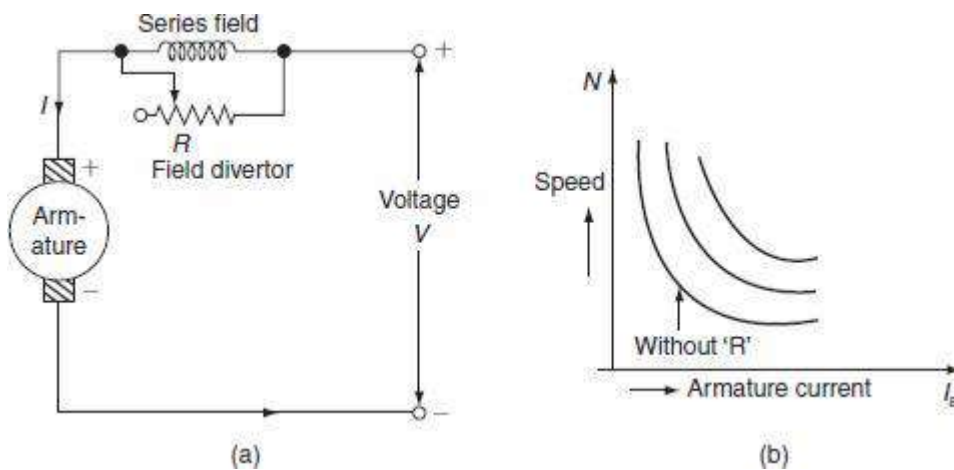 Series field
+
I
R
Field divertor
+
Arm-
ature
−
Voltage
V
−
(a)
N
Speed
Without 'R'
Armature current
(b)